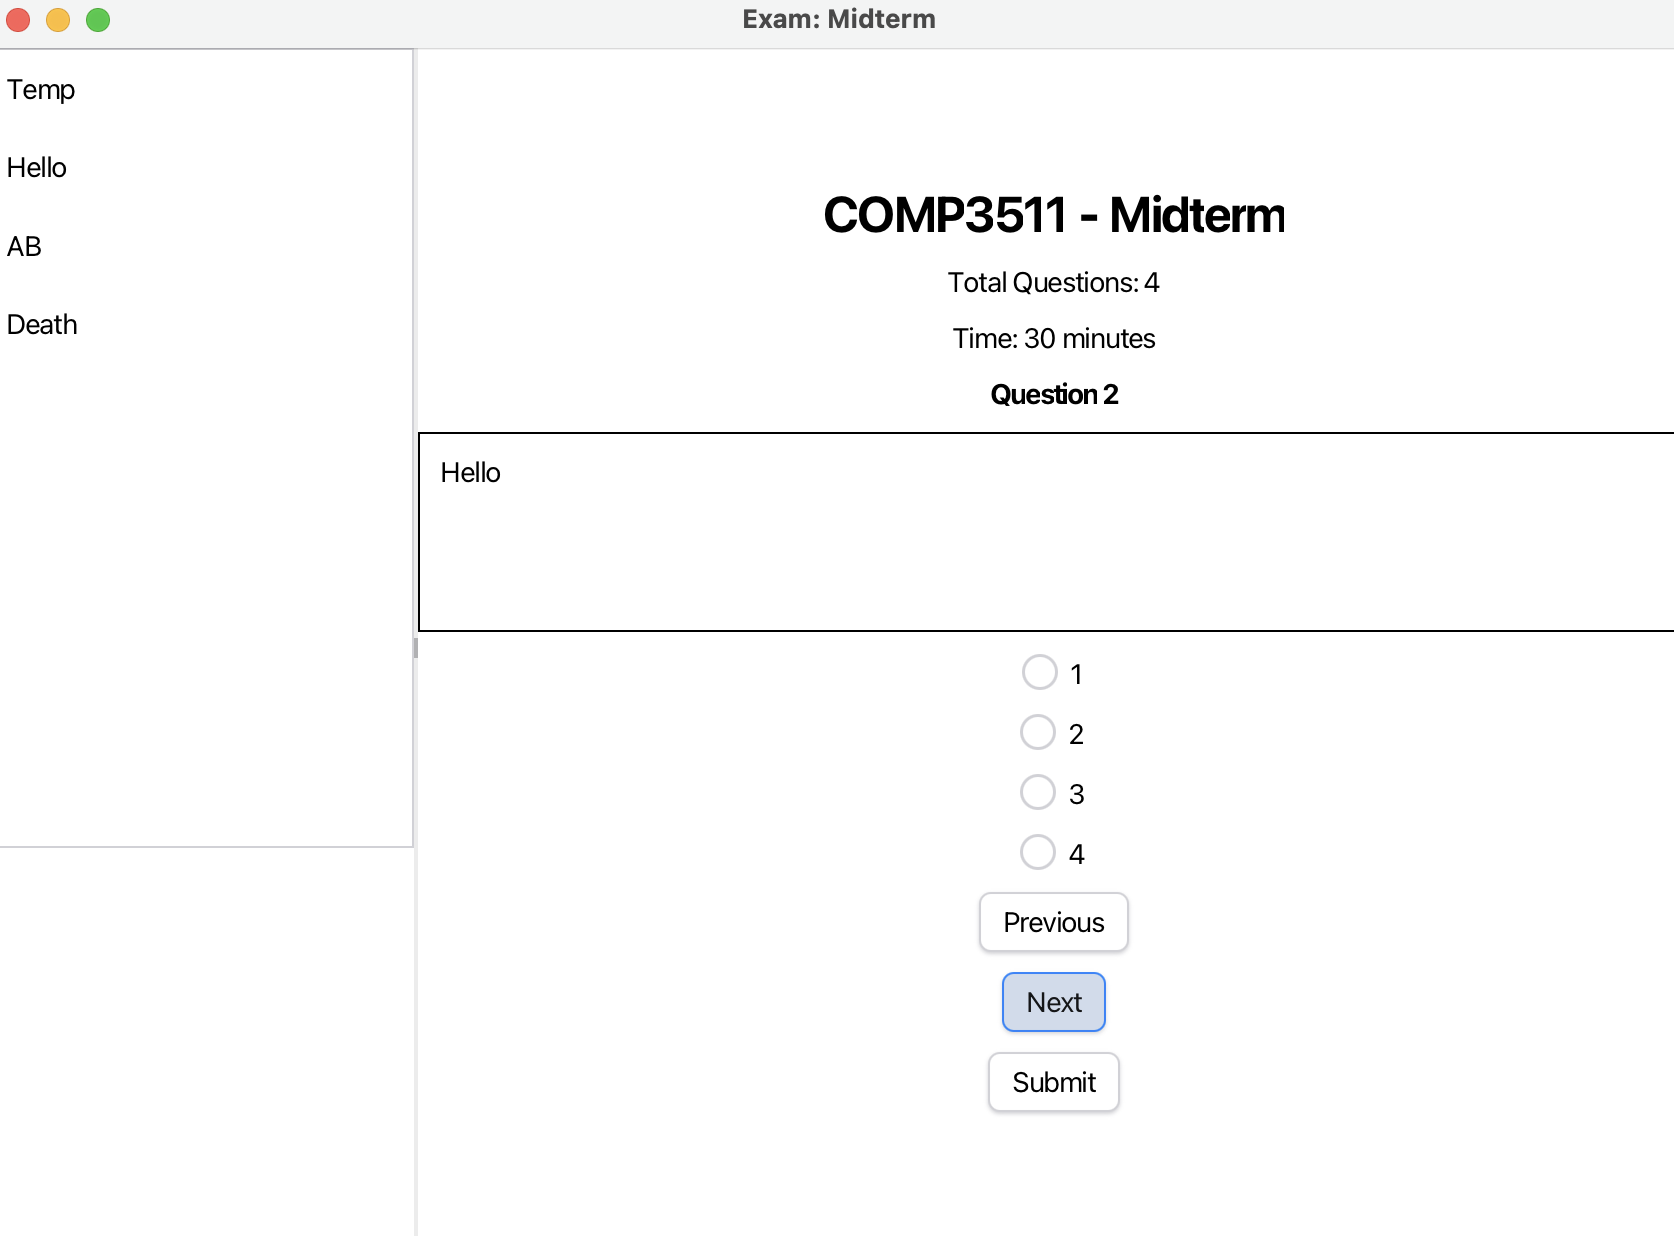 Exam: Midterm
Temp
Hello
AB
Death
COMP3511 - Midterm
Total Questions: 4
Time: 30 minutes
Question 2
Hello
1
2
3
4
Previous
Next
Submit